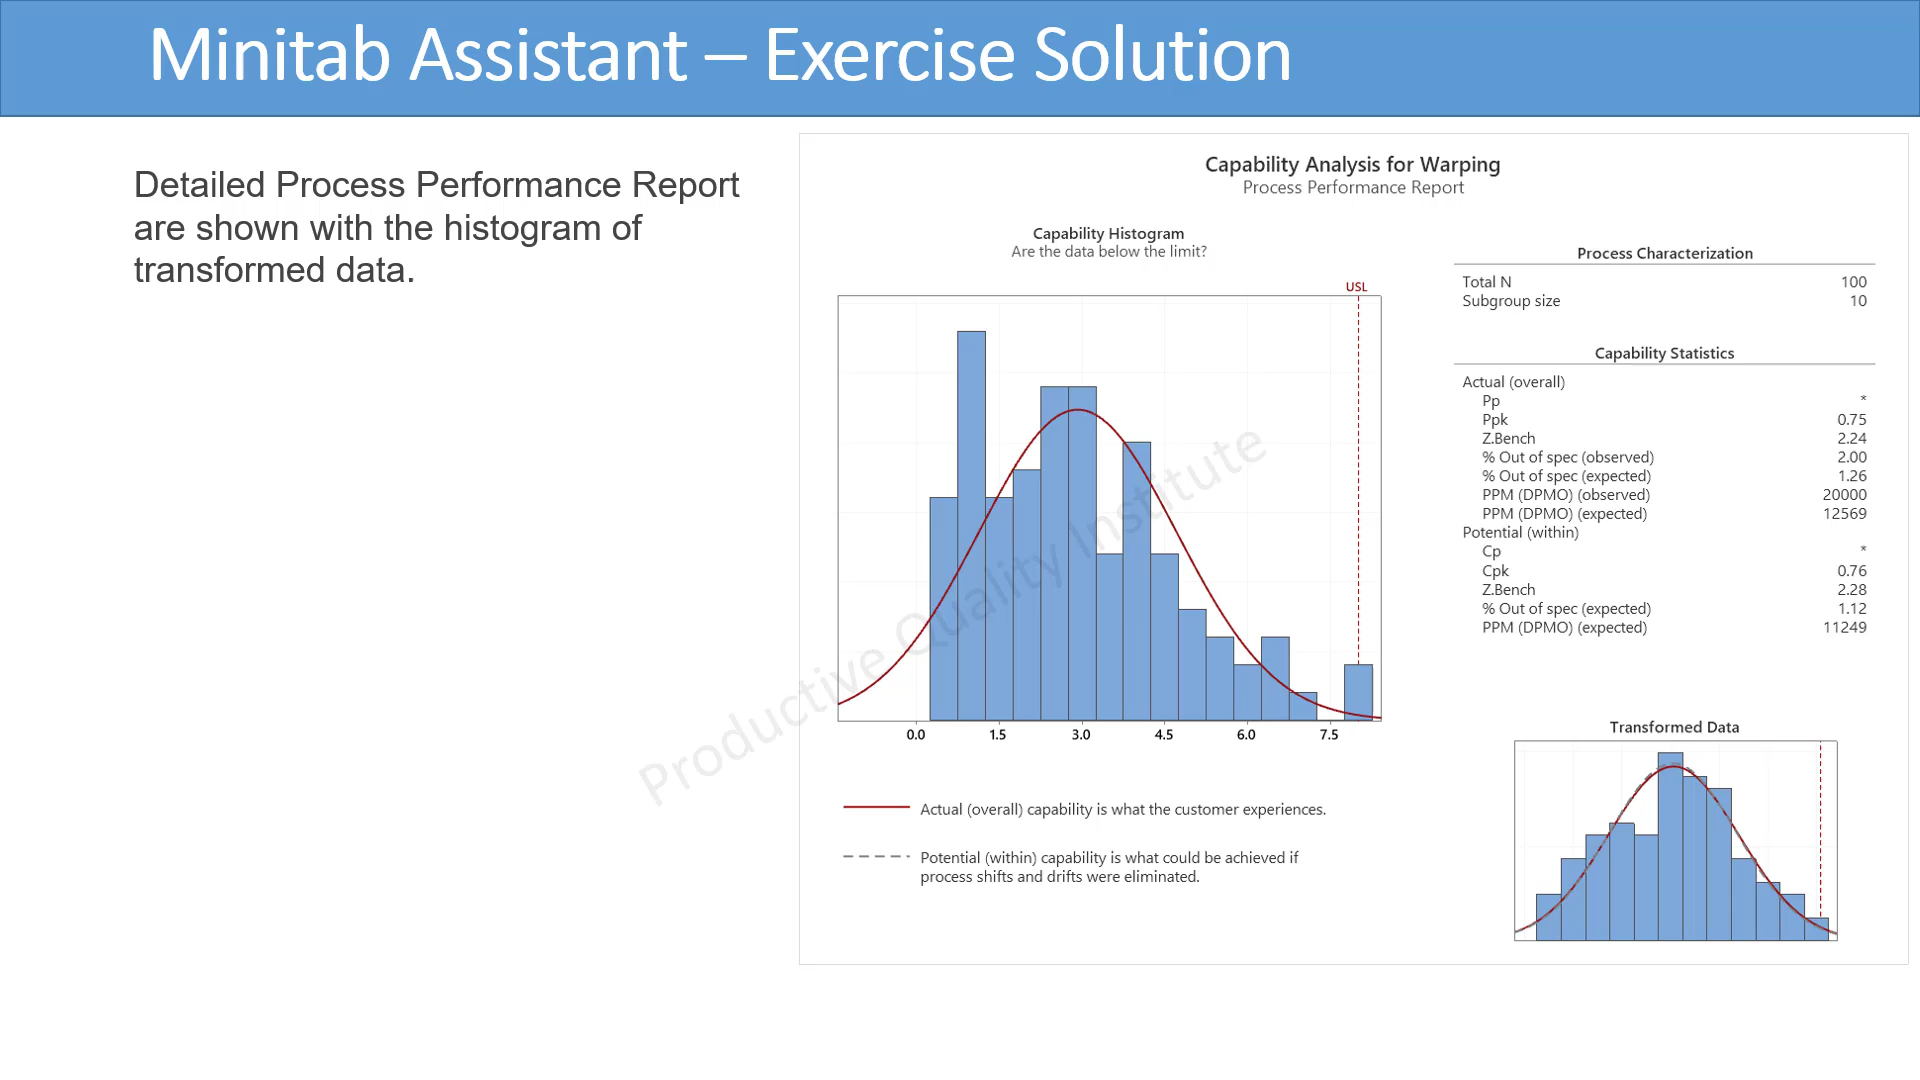 Minitab Assistant – Exercise Solution
Detailed Process Performance Report
are shown with the histogram of
transformed data.
Capability Analysis for Warping
Process Performance Report
Capability Histogram
Are the data below the limit?
USL
0.0 1.5 3.0 4.5 6.0 7.5
Actual (overall) capability is what the customer experiences.
Potential (within) capability is what could be achieved if
process shifts and drifts were eliminated.
Process Characterization
Total N 100
Subgroup size 10
Capability Statistics
Actual (overall)
Pp *
Ppk 0.75
Z.Bench 2.24
% Out of spec (observed) 2.00
% Out of spec (expected) 1.26
PPM (DPMO) (observed) 20000
PPM (DPMO) (expected) 12569
Potential (within)
Cp *
Cpk 0.76
Z.Bench 2.28
% Out of spec (expected) 1.12
PPM (DPMO) (expected) 11249
Transformed Data
Productive Quality Institute